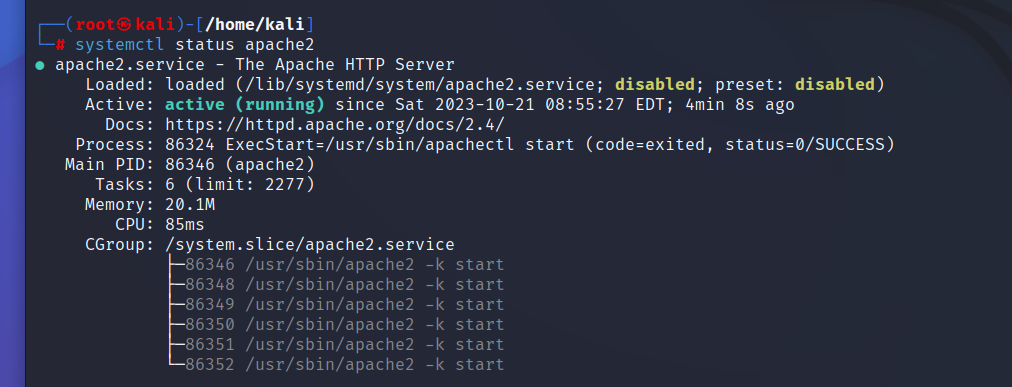 ┌──(root㉿kali)-[/home/kali]
└─# systemctl status apache2
● apache2.service - The Apache HTTP Server
     Loaded: loaded (/lib/systemd/system/apache2.service; disabled; preset: disabled)
     Active: active (running) since Sat 2023-10-21 08:55:27 EDT; 4min 8s ago
       Docs: https://httpd.apache.org/docs/2.4/
    Process: 86324 ExecStart=/usr/sbin/apachectl start (code=exited, status=0/SUCCESS)
   Main PID: 86346 (apache2)
      Tasks: 6 (limit: 2277)
     Memory: 20.1M
        CPU: 85ms
     CGroup: /system.slice/apache2.service
             ├─86346 /usr/sbin/apache2 -k start
             ├─86348 /usr/sbin/apache2 -k start
             ├─86349 /usr/sbin/apache2 -k start
             ├─86350 /usr/sbin/apache2 -k start
             ├─86351 /usr/sbin/apache2 -k start
             └─86352 /usr/sbin/apache2 -k start